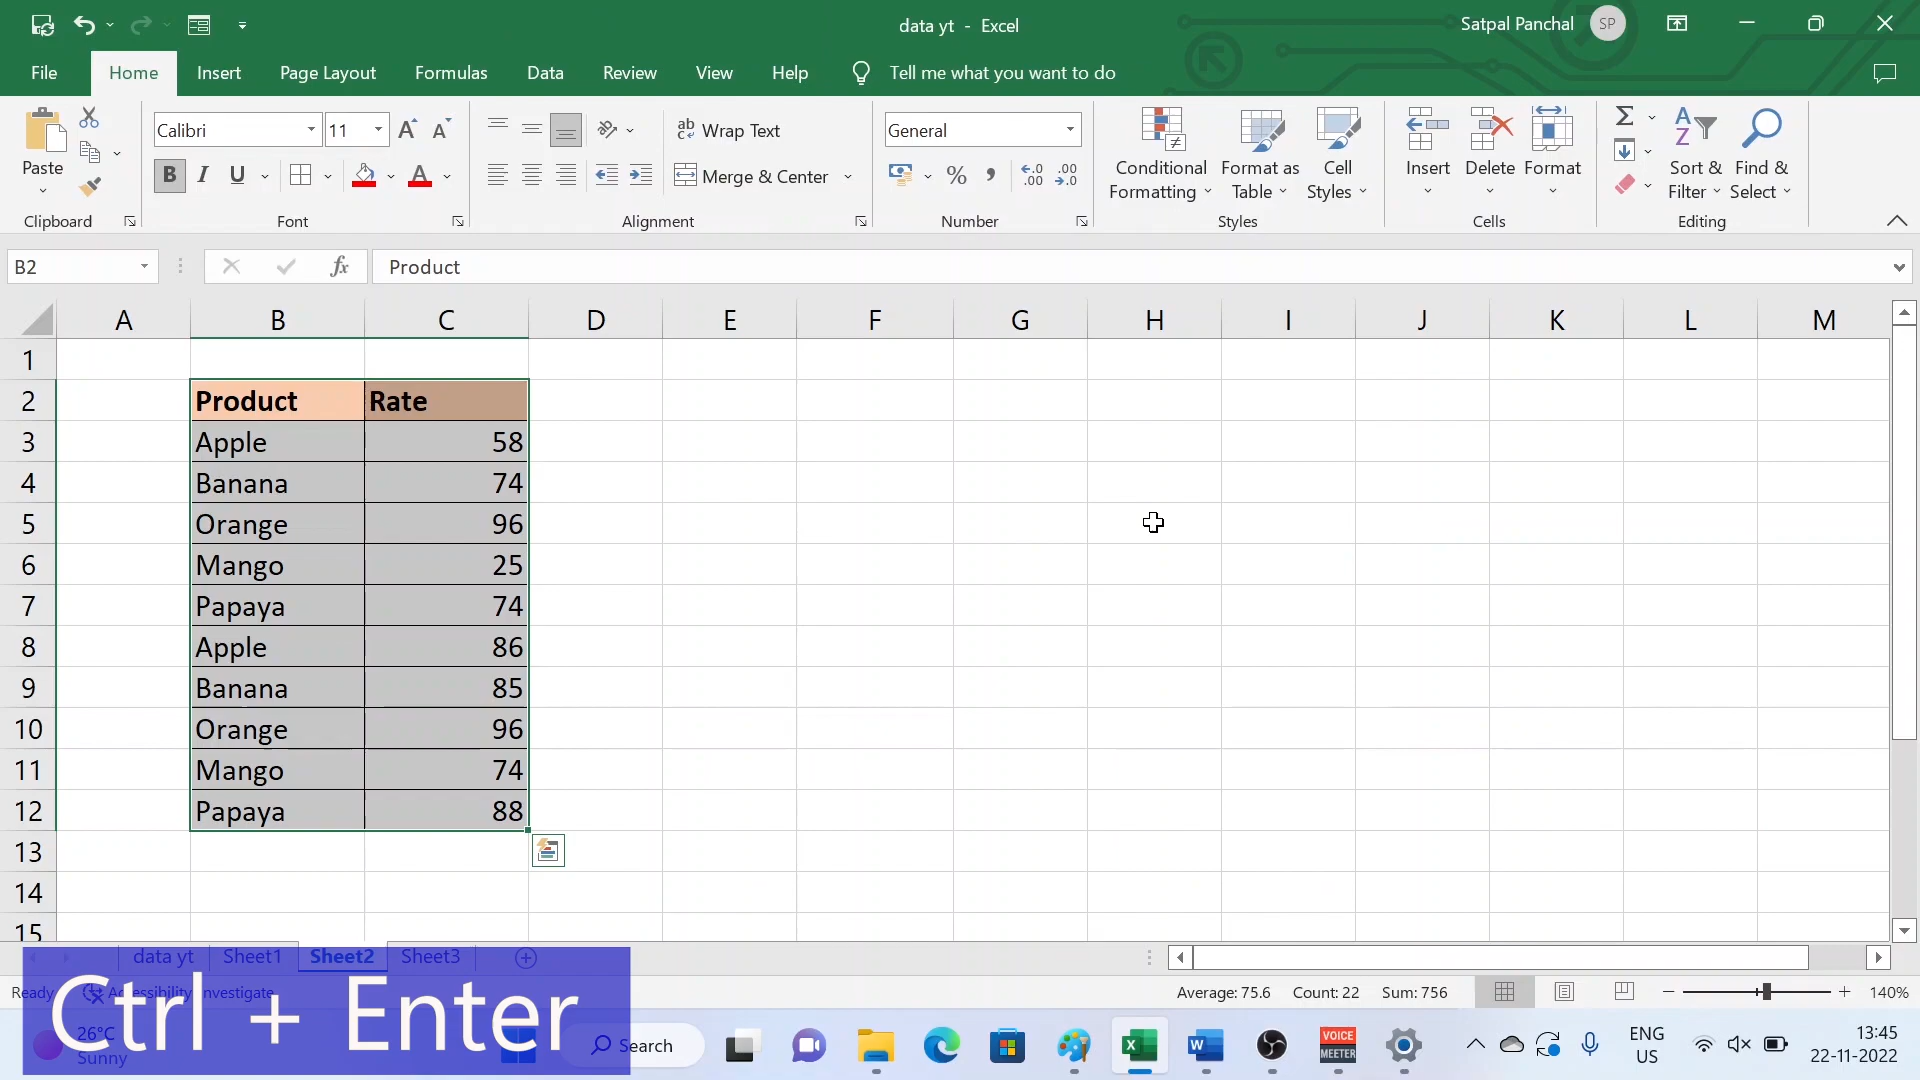 data yt - Excel
Satpal Panchal SP
File Home Insert Page Layout Formulas Data Review View Help Tell me what you want to do
Paste
Clipboard
Calibri 11
B I U
Font
ab Wrap Text
Merge & Center
Alignment
General
Number
Conditional Formatting
Format as Table
Cell Styles
Styles
Insert Delete Format
Cells
Sort & Filter
Find & Select
Editing
B2 fx Product
A B C D E F G H I J K L M
1
2 Product Rate
3 Apple 58
4 Banana 74
5 Orange 96
6 Mango 25
7 Papaya 74
8 Apple 86
9 Banana 85
10 Orange 96
11 Mango 74
12 Papaya 88
13
14
15
data yt Sheet1 Sheet2 Sheet3
Ready Accessibility: Investigate Average: 75.6 Count: 22 Sum: 756 140%
Ctrl + Enter
26°C
Sunny
Search
VOICE
MEETER
ENG
US
13:45
22-11-2022